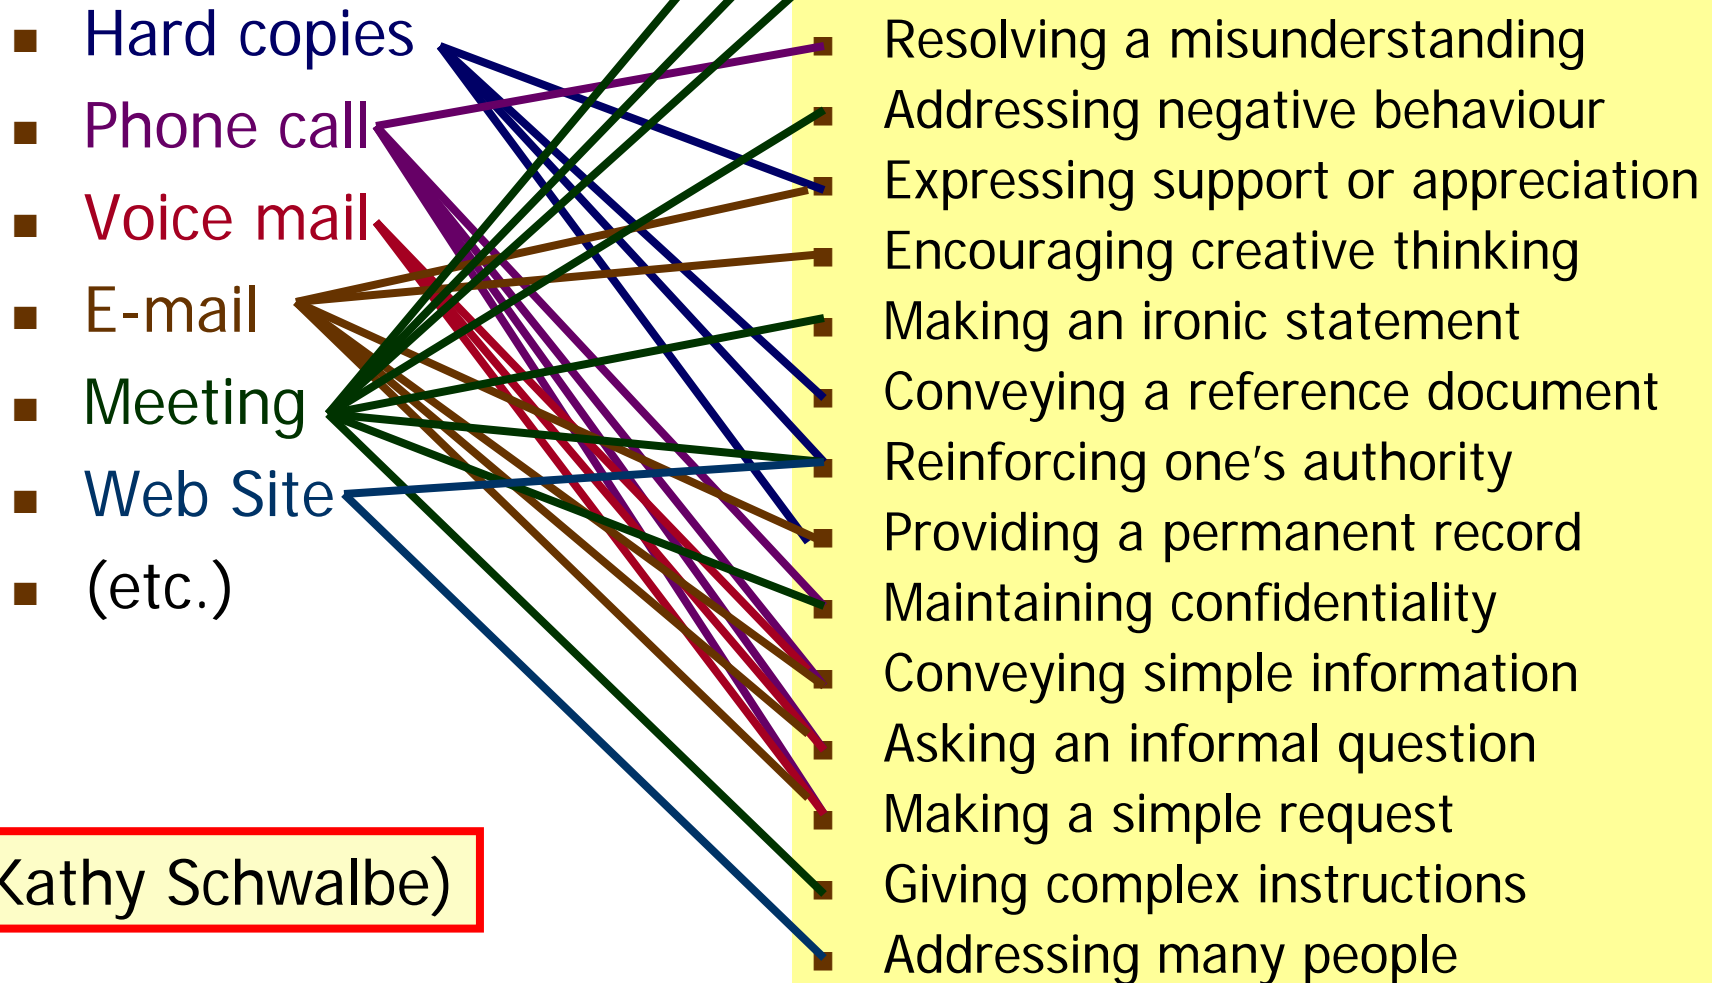 Hard copies
Phone call
Voice mail
E-mail
Meeting
Web Site
(etc.)
Kathy Schwalbe)
Resolving a misunderstanding
Addressing negative behaviour
Expressing support or appreciation
Encouraging creative thinking
Making an ironic statement
Conveying a reference document
Reinforcing one's authority
Providing a permanent record
Maintaining confidentiality
Conveying simple information
Asking an informal question
Making a simple request
Giving complex instructions
Addressing many people